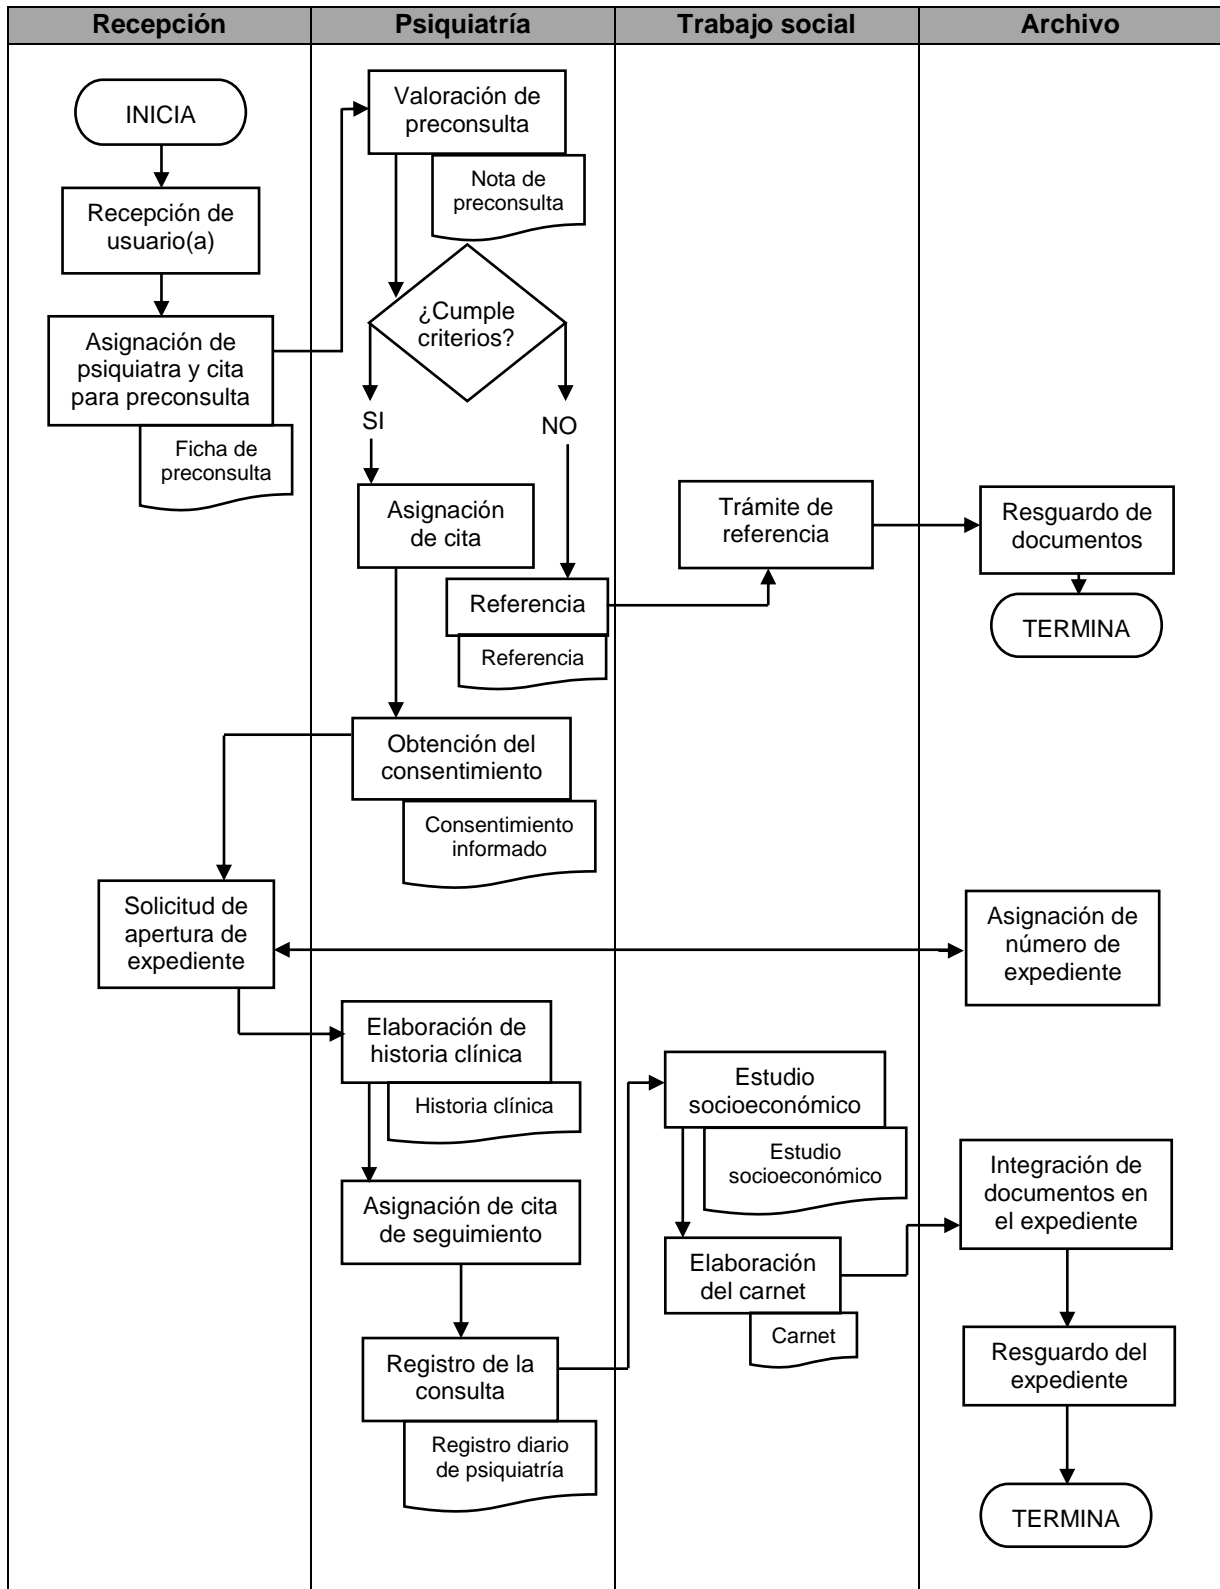 Recepción
Psiquiatría
Trabajo social
Archivo
INICIA
Recepción de
usuario(a)
Asignación de
psiquiatra y cita
para preconsulta
Ficha de
preconsulta
Valoración de
preconsulta
Nota de
preconsulta
¿Cumple
criterios?
SI
NO
Asignación
de cita
Referencia
Referencia
Trámite de
referencia
Resguardo de
documentos
TERMINA
Obtención del
consentimiento
Consentimiento
informado
Solicitud de
apertura de
expediente
Asignación de
número de
expediente
Elaboración de
historia clínica
Historia clínica
Asignación de cita
de seguimiento
Registro de la
consulta
Registro diario
de psiquiatría
Estudio
socioeconómico
Estudio
socioeconómico
Elaboración
del carnet
Carnet
Integración de
documentos en
el expediente
Resguardo del
expediente
TERMINA